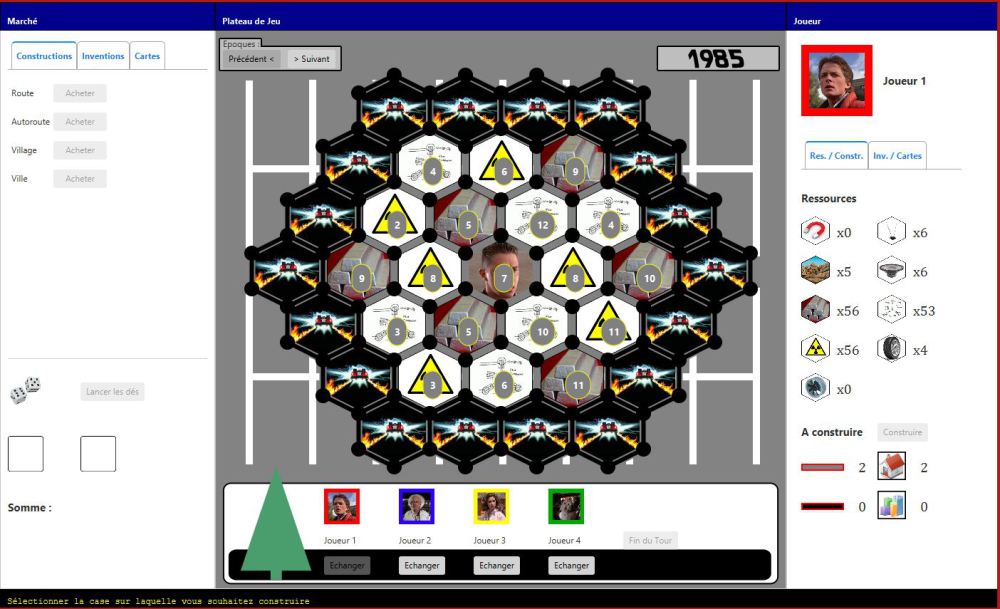 Marché
Plateau de Jeu
Joueur
Constructions
Inventions
Cartes
Route
Acheter
Autoroute
Acheter
Village
Acheter
Ville
Acheter
Lancer les dés
Somme :
Epoques :
Précédent <
> Suivant
1985
4
6
9
2
5
12
4
9
8
7
8
10
3
5
10
11
3
6
11
Joueur 1
Joueur 2
Joueur 3
Joueur 4
Fin du Tour
Echanger
Echanger
Echanger
Echanger
Joueur 1
Res. / Constr.
Inv. / Cartes
Ressources
x0
x6
x5
x6
x56
x53
x56
x4
x0
A construire
Construire
2
2
0
0
Sélectionner la case sur laquelle vous souhaitez construire